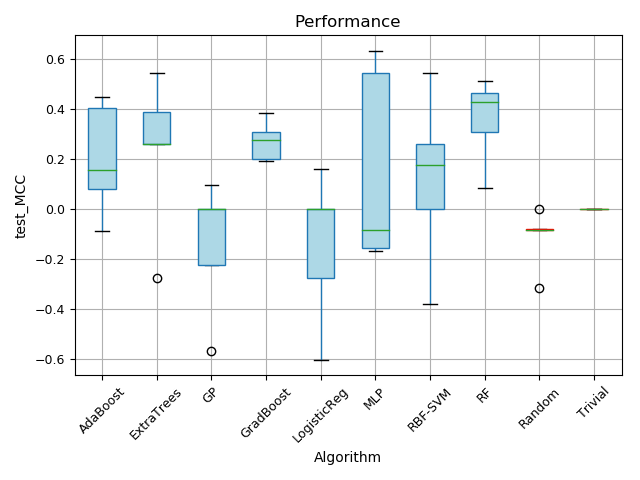 Performance
test_MCC
0.6
0.4
0.2
0.0
−0.2
−0.4
−0.6
AdaBoost
ExtraTrees
GP
GradBoost
LogisticReg
MLP
RBF-SVM
RF
Random
Trivial
Algorithm